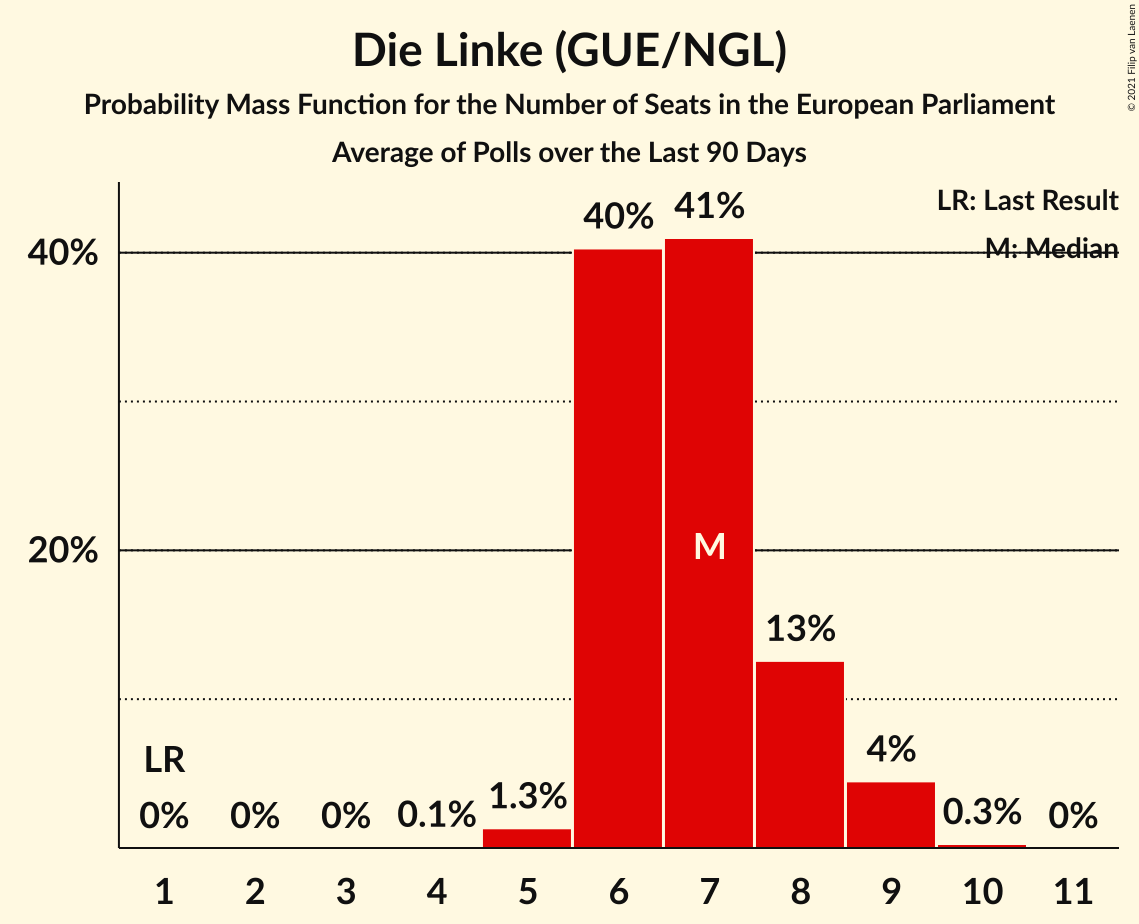 Die Linke (GUE/NGL)
Probability Mass Function for the Number of Seats in the European Parliament
Average of Polls over the Last 90 Days
© 2021 Filip van Laenen
LR: Last Result
M: Median
40%
20%
LR
0%
0%
0%
0.1%
1.3%
40%
41%
M
13%
4%
0.3%
0%
1 2 3 4 5 6 7 8 9 10 11